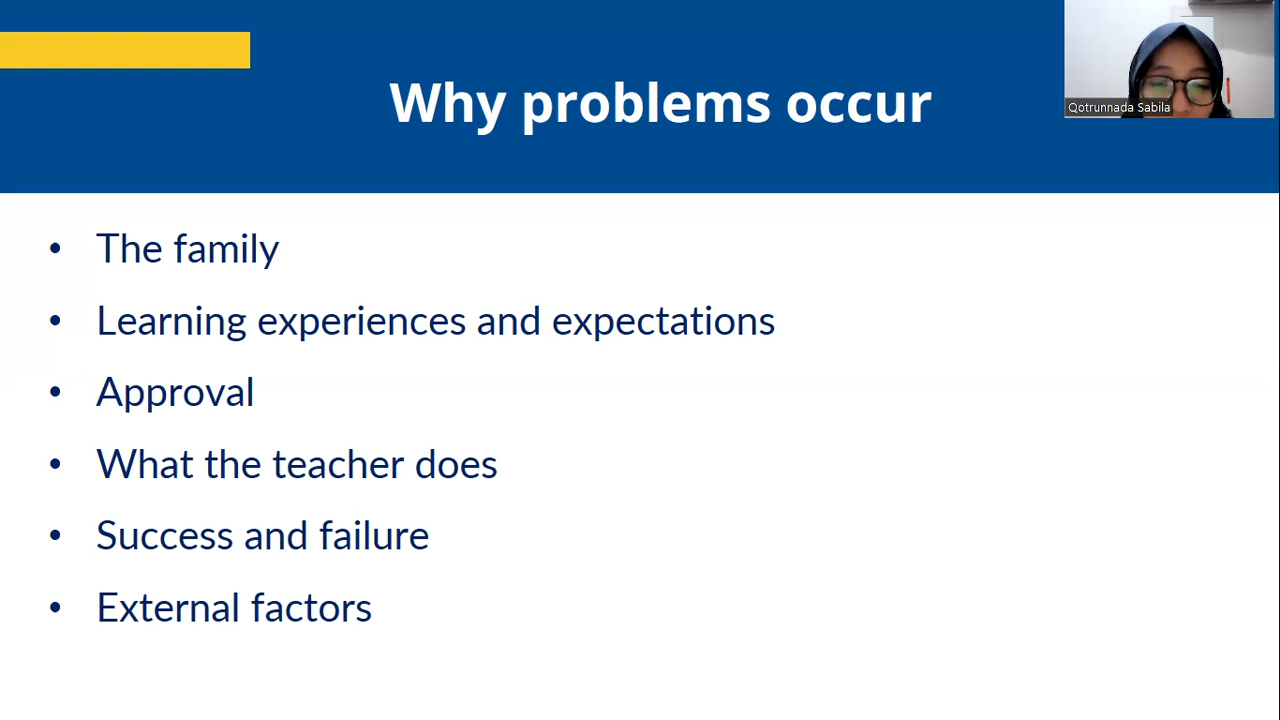 Why problems occur
Qotrunnada Sabila
• The family
• Learning experiences and expectations
• Approval
• What the teacher does
• Success and failure
• External factors